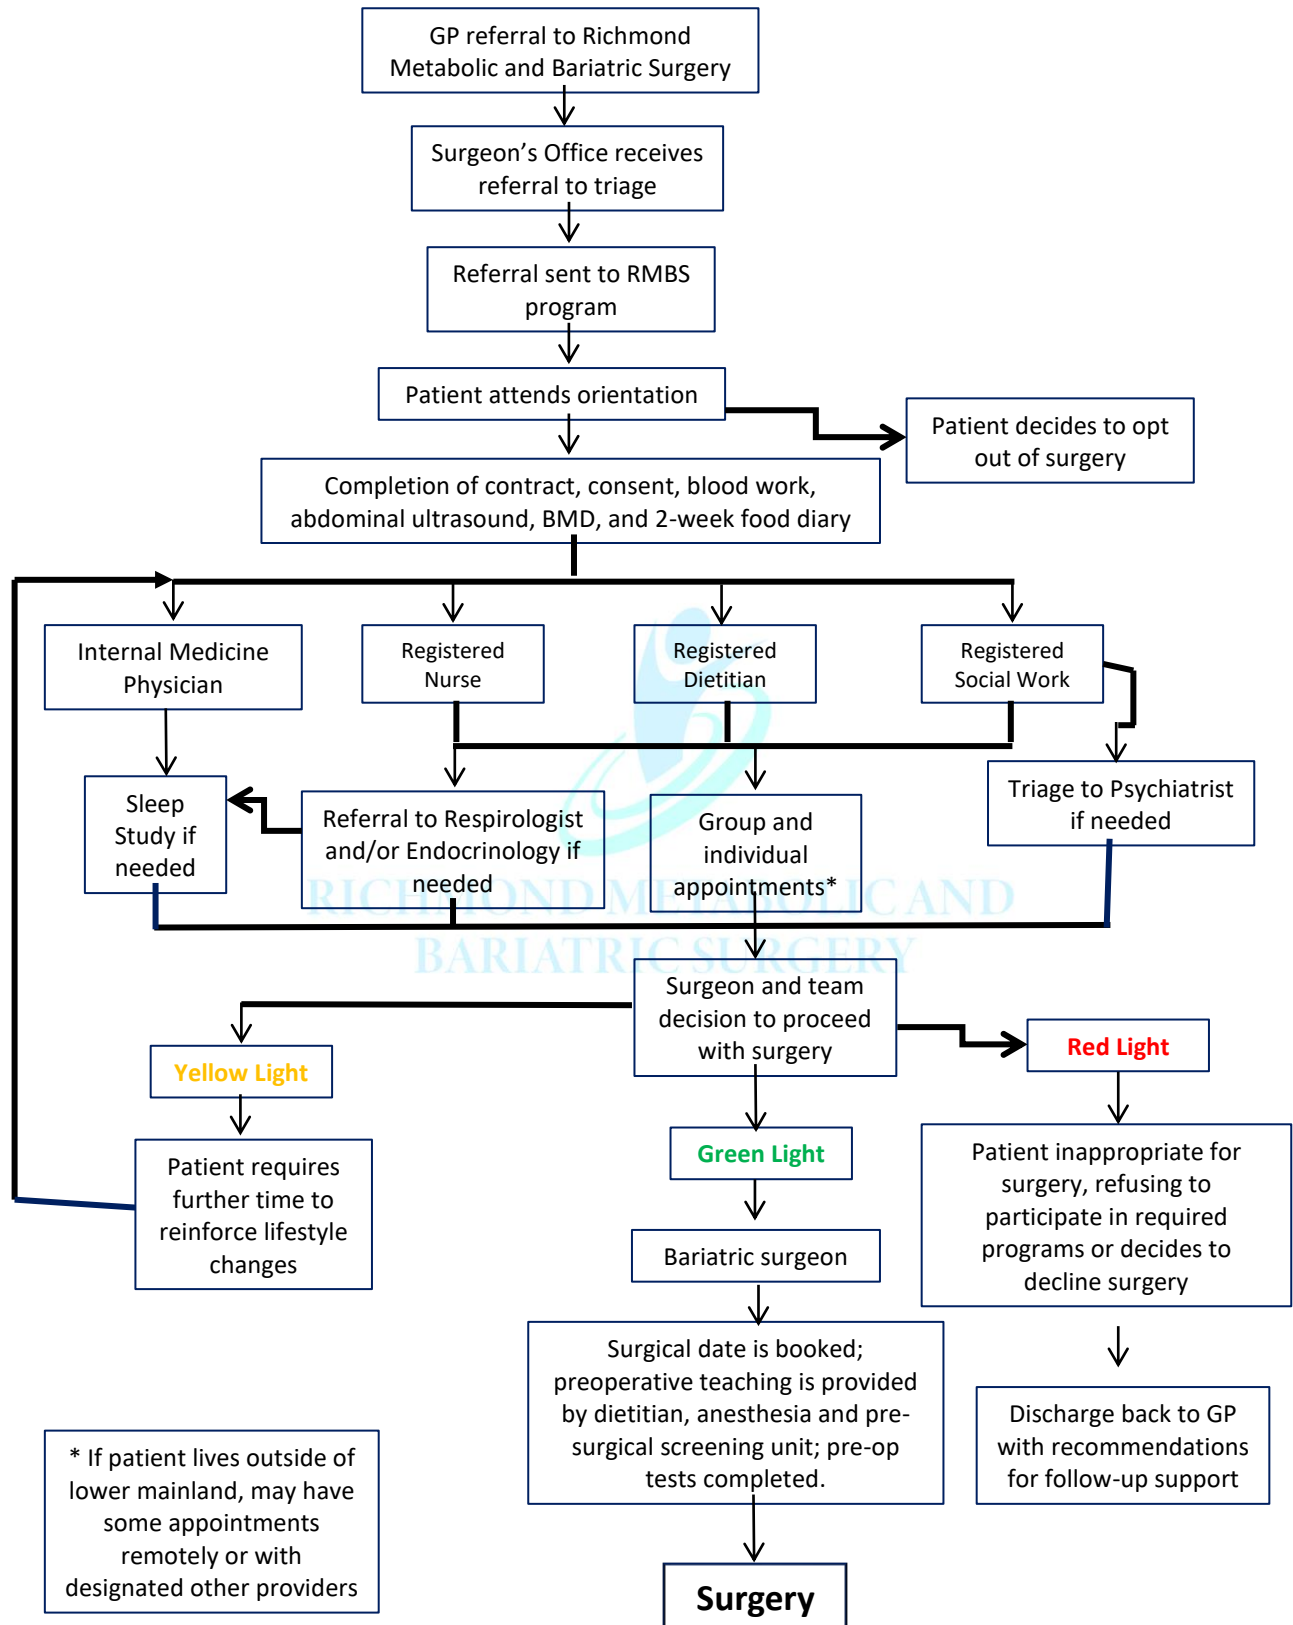 GP referral to Richmond
Metabolic and Bariatric Surgery
Surgeon’s Office receives
referral to triage
Referral sent to RMBS
program
Patient attends orientation
Patient decides to opt
out of surgery
Completion of contract, consent, blood work,
abdominal ultrasound, BMD, and 2-week food diary
Internal Medicine
Physician
Registered
Nurse
Registered
Dietitian
Registered
Social Work
Sleep
Study if
needed
Referral to Respirologist
and/or Endocrinology if
needed
Group and
individual
appointments*
Triage to Psychiatrist
if needed
RICHMOND METABOLIC AND
BARIATRIC SURGERY
Surgeon and team
decision to proceed
with surgery
Yellow Light
Red Light
Green Light
Patient requires
further time to
reinforce lifestyle
changes
Patient inappropriate for
surgery, refusing to
participate in required
programs or decides to
decline surgery
Bariatric surgeon
Surgical date is booked;
preoperative teaching is provided
by dietitian, anesthesia and pre-
surgical screening unit; pre-op
tests completed.
Discharge back to GP
with recommendations
for follow-up support
* If patient lives outside of
lower mainland, may have
some appointments
remotely or with
designated other providers
Surgery